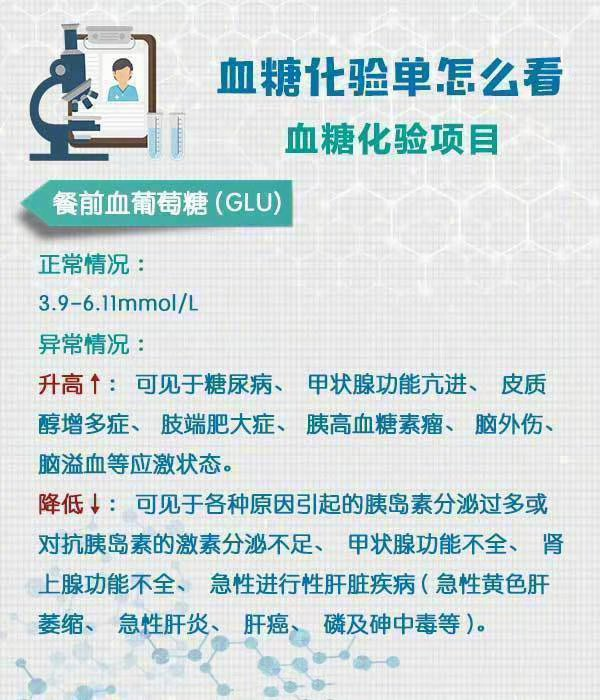 血糖化验单怎么看
血糖化验项目
餐前血葡萄糖(GLU)
正常情况：
3.9-6.11mmol/L
异常情况：
升高↑：可见于糖尿病、甲状腺功能亢进、皮质
醇增多症、肢端肥大症、胰高血糖素瘤、脑外伤、
脑溢血等应激状态。
降低↓：可见于各种原因引起的胰岛素分泌过多或
对抗胰岛素的激素分泌不足、甲状腺功能不全、肾
上腺功能不全、急性进行性肝脏疾病(急性黄色肝
萎缩、急性肝炎、肝癌、磷及砷中毒等)。